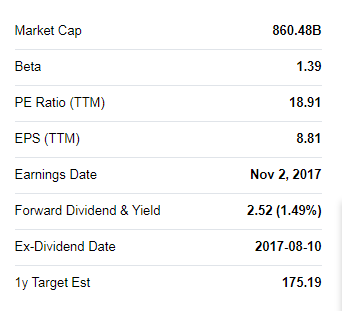 Market Cap 860.48B
Beta 1.39
PE Ratio (TTM) 18.91
EPS (TTM) 8.81
Earnings Date Nov 2, 2017
Forward Dividend & Yield 2.52 (1.49%)
Ex-Dividend Date 2017-08-10
1y Target Est 175.19